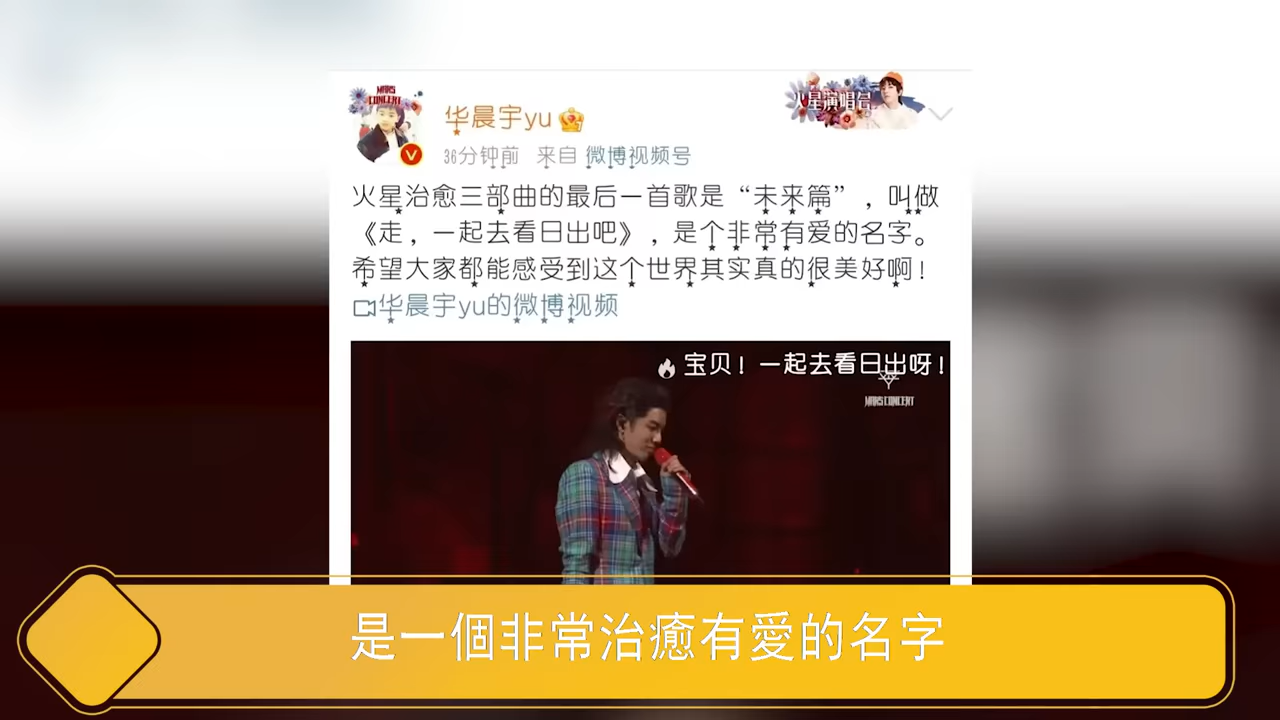 MARS
CONCERT
华晨宇yu
火星演唱会
36分钟前 来自 微博视频号
火星治愈三部曲的最后一首歌是“未来篇”，叫做
《走，一起去看日出吧》，是个非常有爱的名字。
希望大家都能感受到这个世界其实真的很美好啊！
华晨宇yu的微博视频
宝贝！一起去看日出呀！
MARS CONCERT
是一個非常治癒有愛的名字